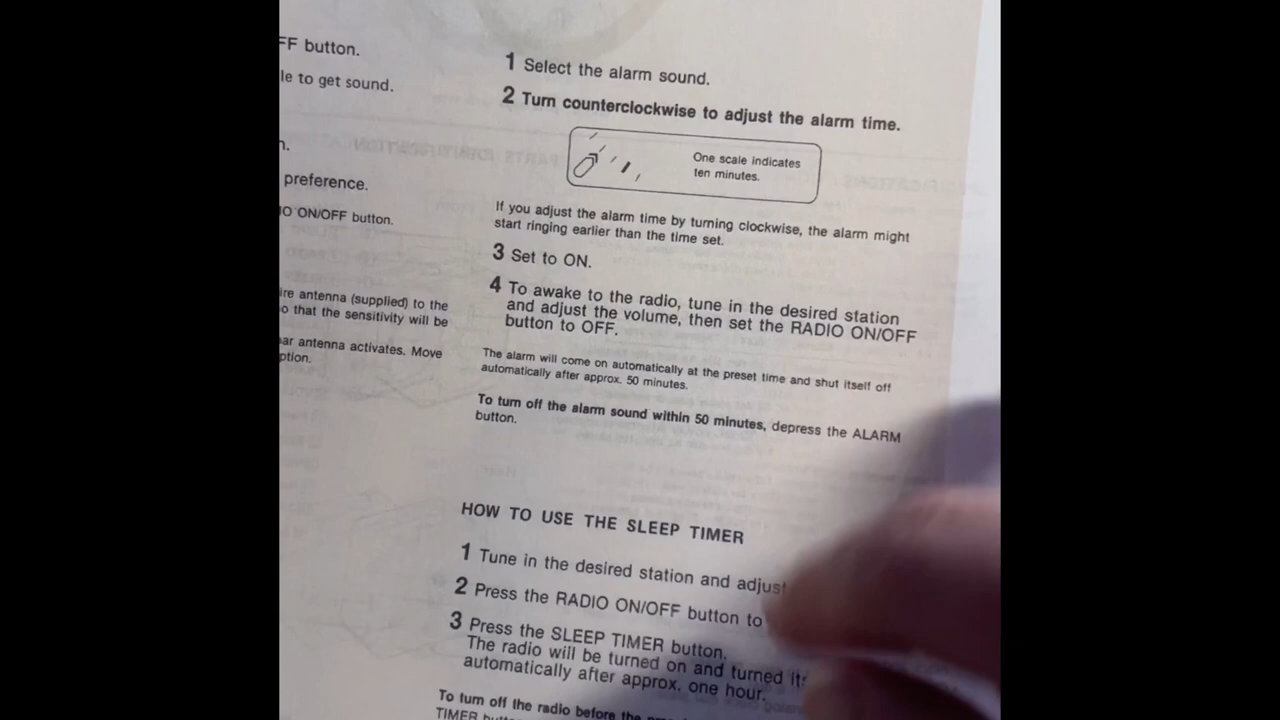 FF button.
le to get sound.
n.
preference.
IO ON/OFF button.
ire antenna (supplied) to the
o that the sensitivity will be
ar antenna activates. Move
ption.
1 Select the alarm sound.
2 Turn counterclockwise to adjust the alarm time.
One scale indicates
ten minutes.
If you adjust the alarm time by turning clockwise, the alarm might
start ringing earlier than the time set.
3 Set to ON.
4 To awake to the radio, tune in the desired station
and adjust the volume, then set the RADIO ON/OFF
button to OFF.
The alarm will come on automatically at the preset time and shut itself off
automatically after approx. 50 minutes.
To turn off the alarm sound within 50 minutes, depress the ALARM
button.
HOW TO USE THE SLEEP TIMER
1 Tune in the desired station and adjust
2 Press the RADIO ON/OFF button to
3 Press the SLEEP TIMER button.
The radio will be turned on and turned its
automatically after approx. one hour.
To turn off the radio before the
TIMER